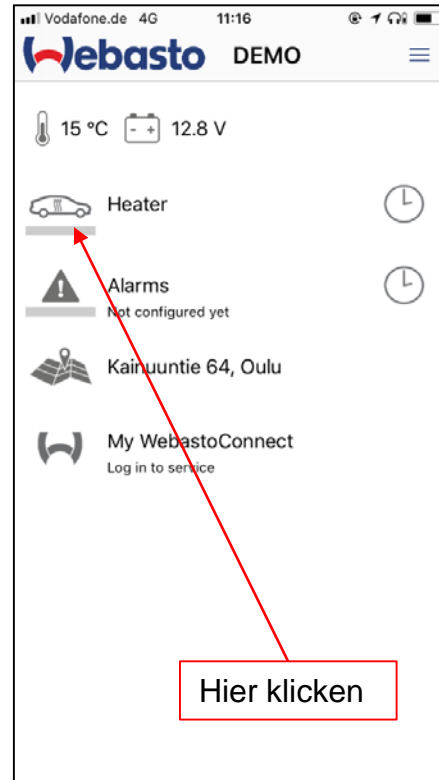 Vodafone.de 4G 11:16
Webasto DEMO
15 °C - + 12.8 V
Heater
Alarms
Not configured yet
Kainuuntie 64, Oulu
My WebastoConnect
Log in to service
Hier klicken